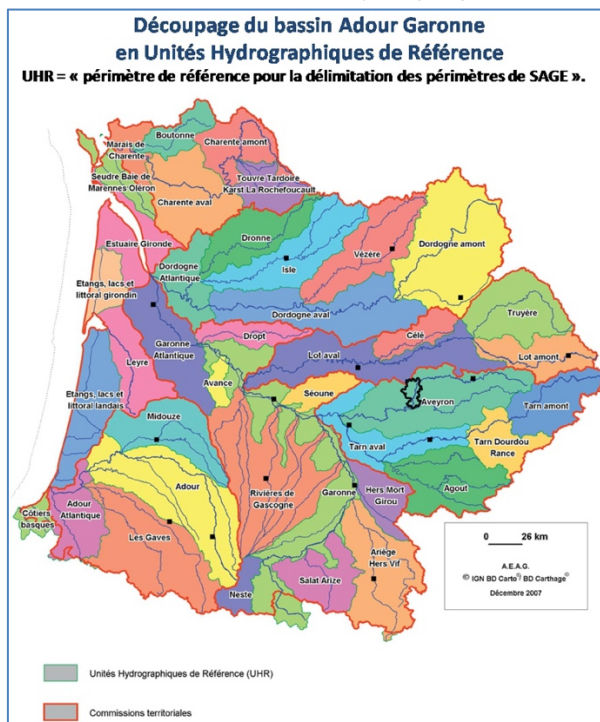 Découpage du bassin Adour Garonne
en Unités Hydrographiques de Référence
UHR = « périmètre de référence pour la délimitation des périmètres de SAGE ».
Boutonne
Charente amont
Marais de
Charente
Touvre Tardoire
Karst La Rochefoucault
Seudre Baie de
Marennes Oléron
Charente aval
Estuaire Gironde
Dronne
Vézère
Dordogne amont
Isle
Dordogne
Atlantique
Etangs, lacs et
littoral girondin
Dordogne aval
Truyère
Dropt
Célé
Leyre
Garonne
Atlantique
Lot aval
Lot amont
Avance
Séoune
Etangs, lacs et
littoral landais
Aveyron
Tarn amont
Midouze
Tarn aval
Tarn Dourdou
Rance
Adour
Rivières de
Gascogne
Garonne
Hers Mort
Girou
Agout
Côtiers
basques
Adour
Atlantique
Les Gaves
Ariège
Hers Vif
Salat Arize
Neste
0 26 km
A.E.A.G.
© IGN BD Carto® / BD Carthage®
Décembre 2007
Unités Hydrographiques de Référence (UHR)
Commissions territoriales